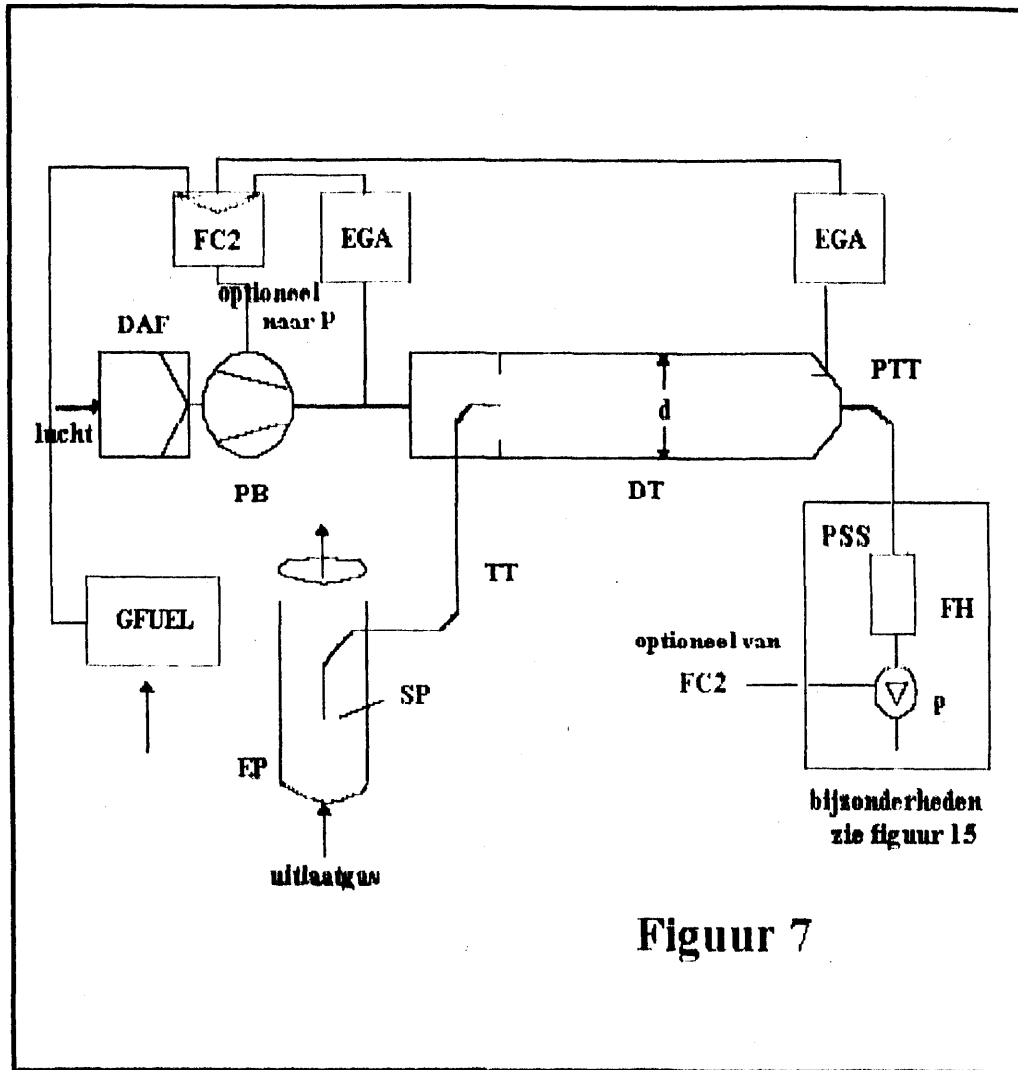 FC2
EGA
EGA
optioneel
naar P
DAF
PTT
d
lucht
PB
DT
PSS
TT
GFUEL
FH
optioneel van
FC2
SP
P
EP
bijzonderheden
zie figuur 15
uitlaatgas
Figuur 7